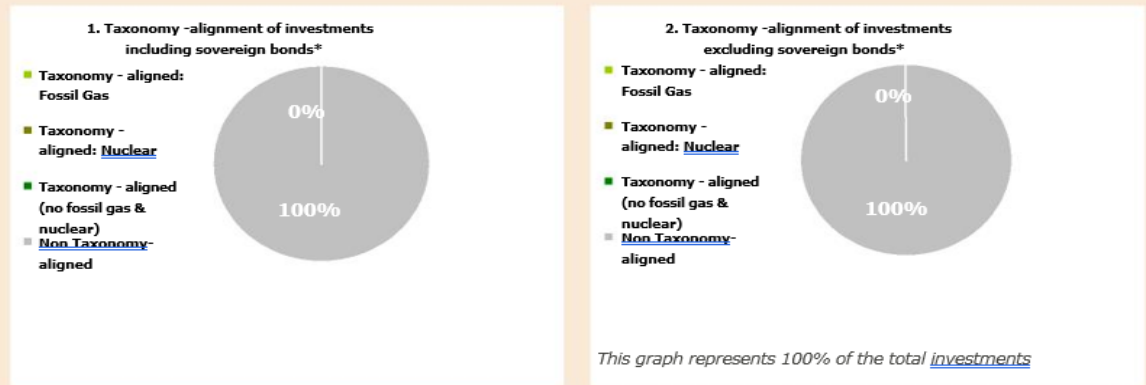 1. Taxonomy -alignment of investments
including sovereign bonds*
Taxonomy - aligned:
Fossil Gas
Taxonomy -
aligned: Nuclear
Taxonomy - aligned
(no fossil gas &
nuclear)
Non Taxonomy-
aligned
0%
100%
2. Taxonomy -alignment of investments
excluding sovereign bonds*
Taxonomy - aligned:
Fossil Gas
Taxonomy -
aligned: Nuclear
Taxonomy - aligned
(no fossil gas &
nuclear)
Non Taxonomy-
aligned
0%
100%
This graph represents 100% of the total investments